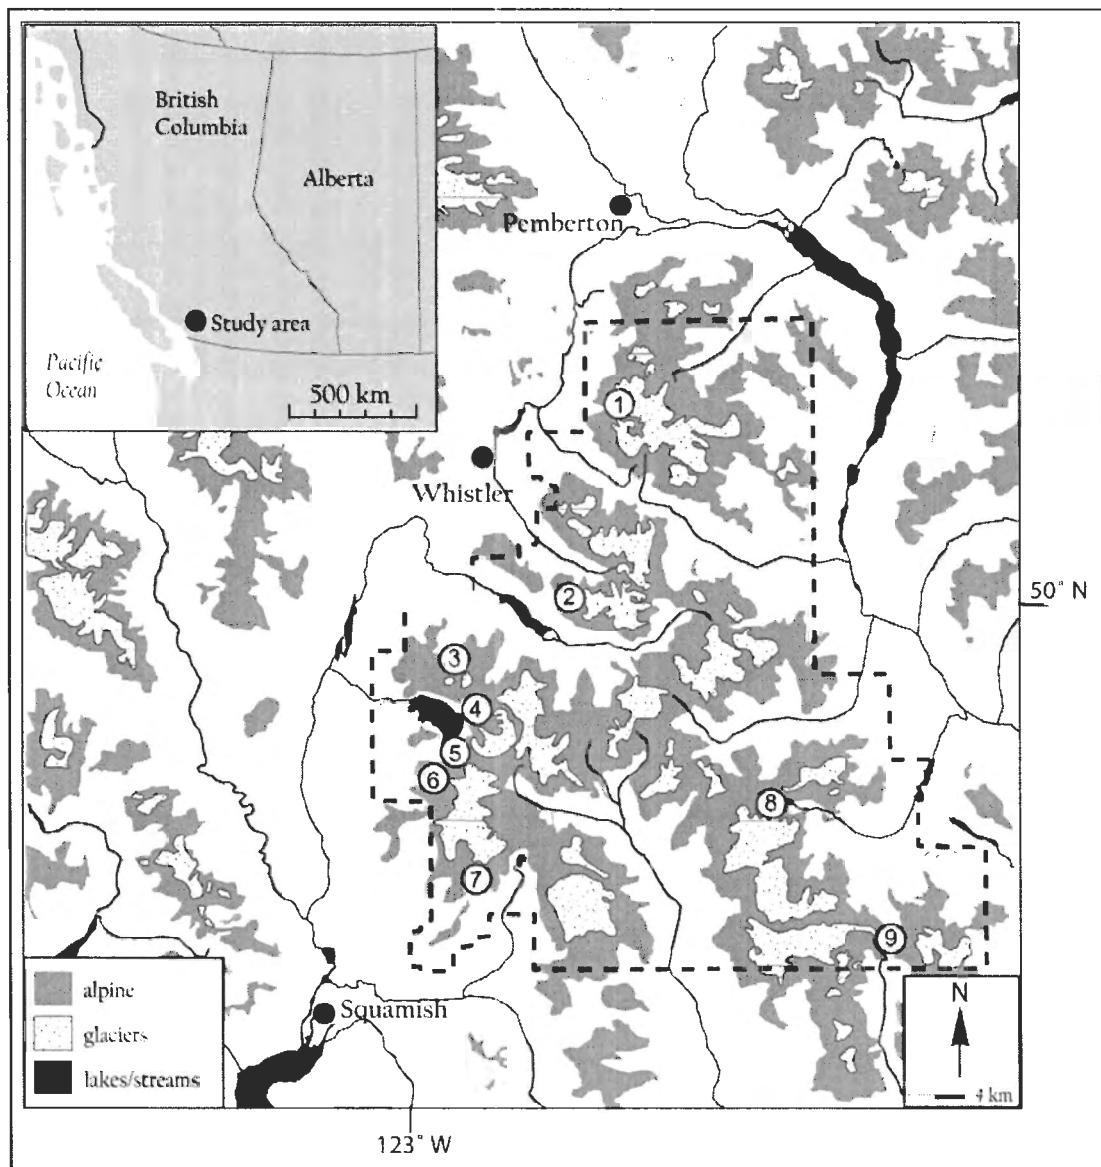 British
Columbia
Alberta
Study area
Pacific
Ocean
500 km
Pemberton
1
Whistler
50° N
2
3
4
3
5
6
8
7
9
alpine
glaciers
lakes/streams
Squamish
N
4 km
123° W